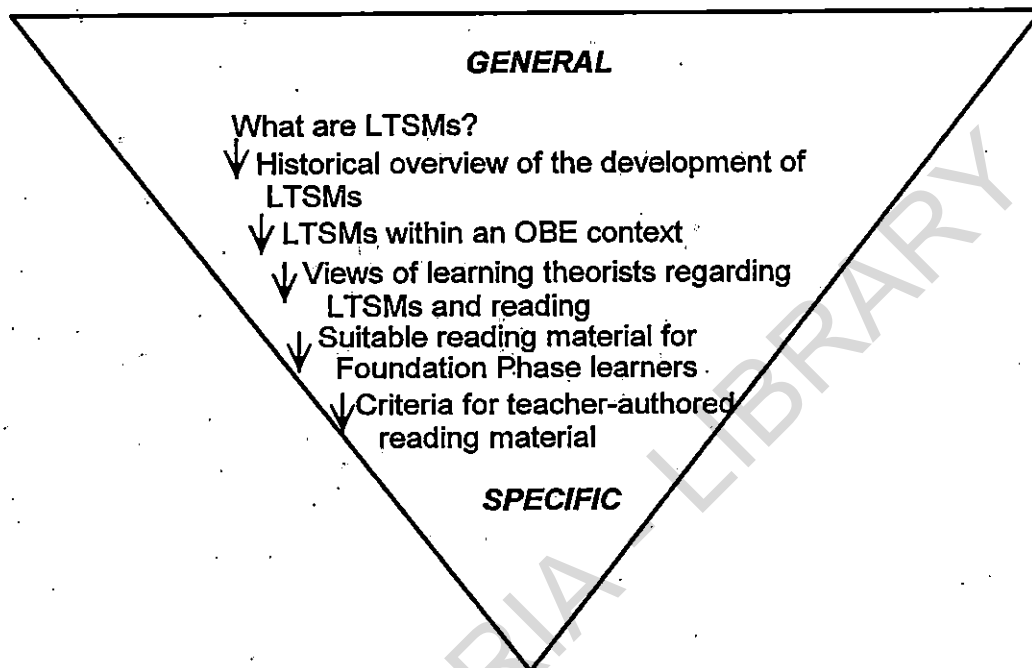 GENERAL
What are LTSMs?
Historical overview of the development of
LTSMs
LTSMs within an OBE context
Views of learning theorists regarding
LTSMs and reading
Suitable reading material for
Foundation Phase learners
Criteria for teacher-authored
reading material
SPECIFIC
RIA - LIBRARY